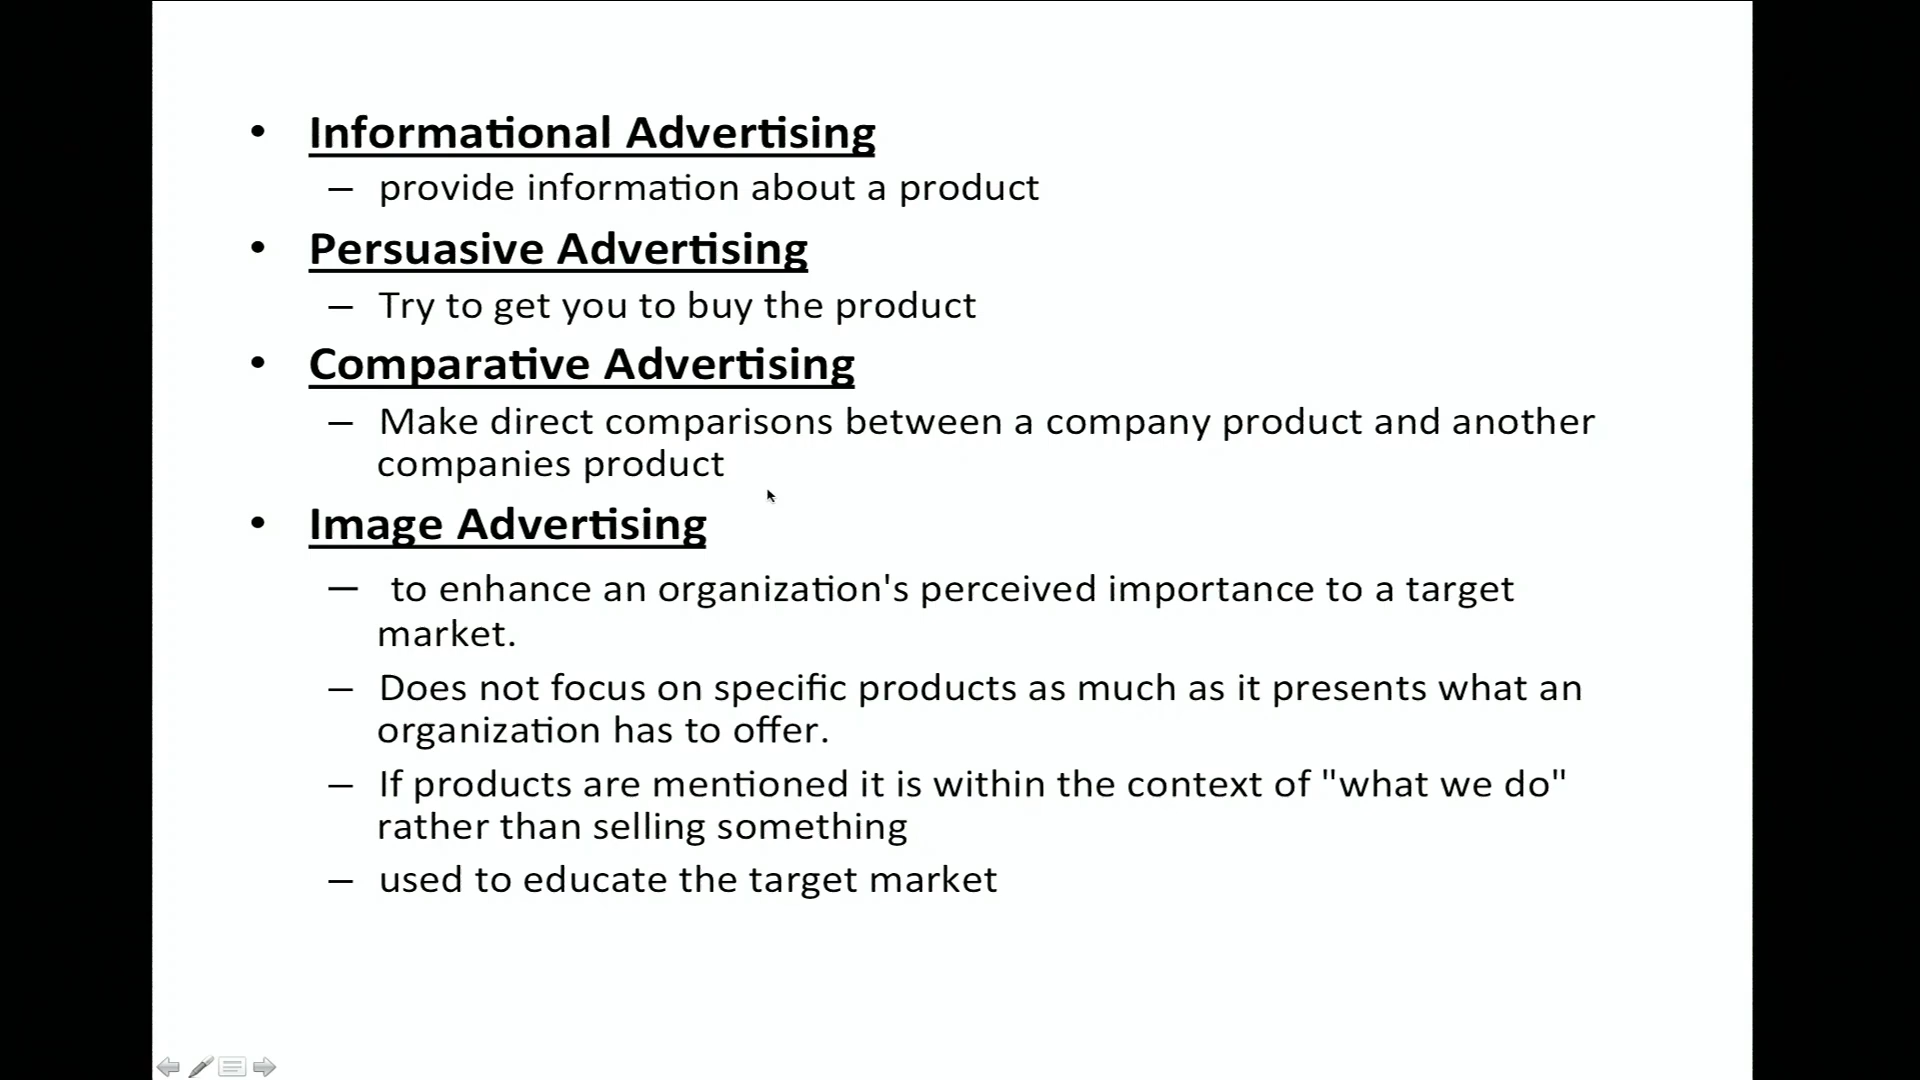 • Informational Advertising
– provide information about a product
• Persuasive Advertising
– Try to get you to buy the product
• Comparative Advertising
– Make direct comparisons between a company product and another
companies product
• Image Advertising
– to enhance an organization's perceived importance to a target
market.
– Does not focus on specific products as much as it presents what an
organization has to offer.
– If products are mentioned it is within the context of "what we do"
rather than selling something
– used to educate the target market